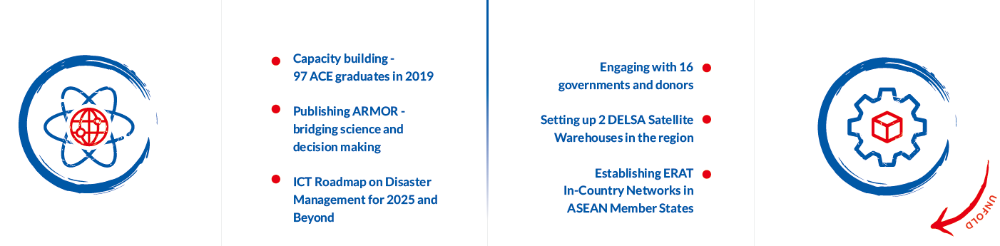 Capacity building -
97 ACE graduates in 2019
Publishing ARMOR -
bridging science and
decision making
ICT Roadmap on Disaster
Management for 2025 and
Beyond
Engaging with 16
governments and donors
Setting up 2 DELSA Satellite
Warehouses in the region
Establishing ERAT
In-Country Networks in
ASEAN Member States
UNFOLD